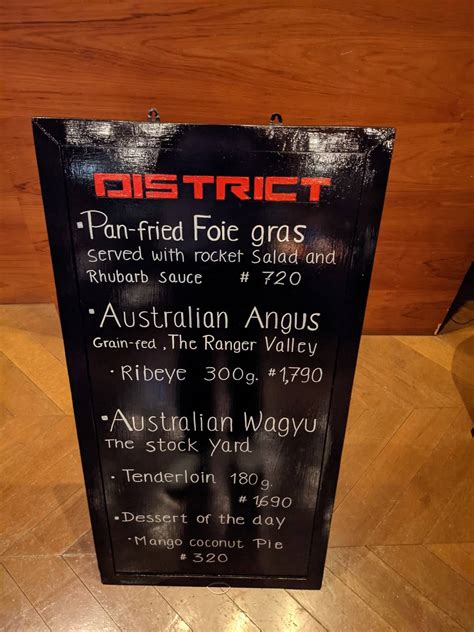 DISTRICT
·Pan-fried Foie gras
Served with rocket Salad and
Rhubarb Sauce # 720
·Australian Angus
Grain-fed, The Ranger Valley
·Ribeye 300g. #1,790
·Australian Wagyu
The stock Yard
·Tenderloin 180g.
#1,690
·Dessert of the day
·Mango coconut Pie
#320